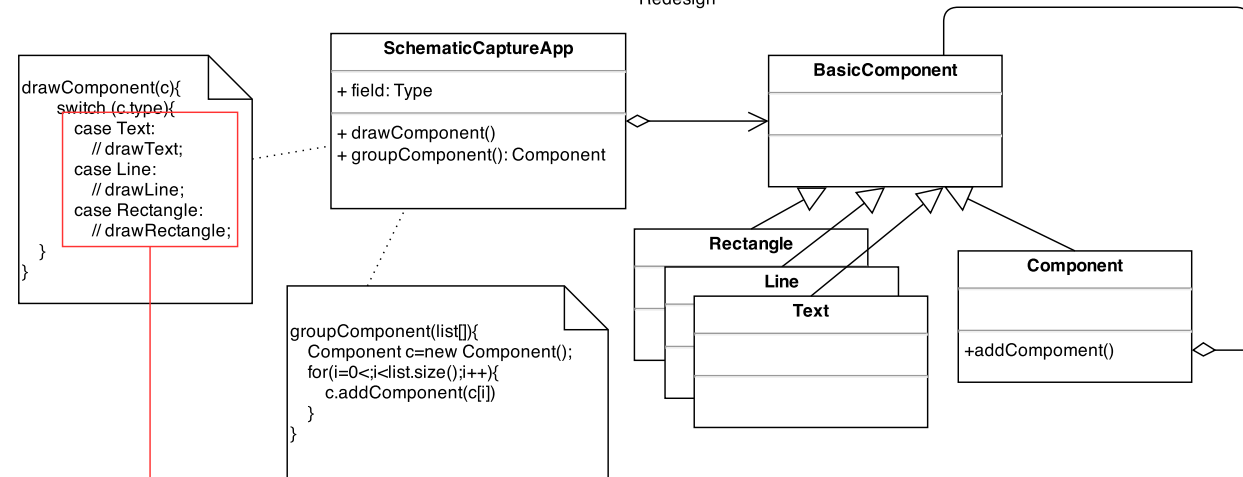 Redesign
drawComponent(c){
switch (c.type){
case Text:
// drawText;
case Line:
// drawLine;
case Rectangle:
// drawRectangle;
}
}
SchematicCaptureApp
+ field: Type
+ drawComponent()
+ groupComponent(): Component
groupComponent(list[]){
Component c=new Component();
for(i=0<;i<list.size();i++){
c.addComponent(c[i])
}
}
BasicComponent
Rectangle
Line
Text
Component
+addCompoment()